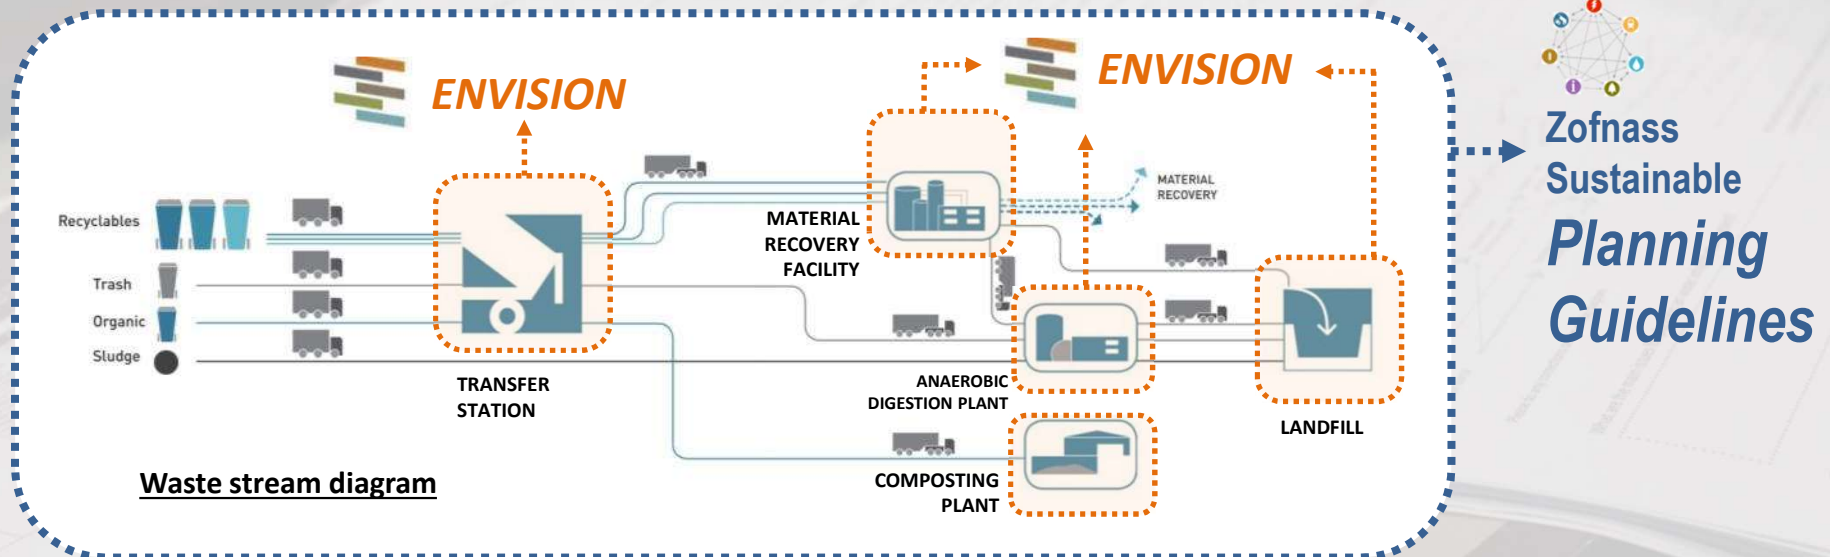 ENVISION
ENVISION
Recyclables
Trash
Organic
Sludge
TRANSFER
STATION
MATERIAL
RECOVERY
FACILITY
MATERIAL
RECOVERY
ANAEROBIC
DIGESTION PLANT
COMPOSTING
PLANT
LANDFILL
Waste stream diagram
Zofnass
Sustainable
Planning
Guidelines